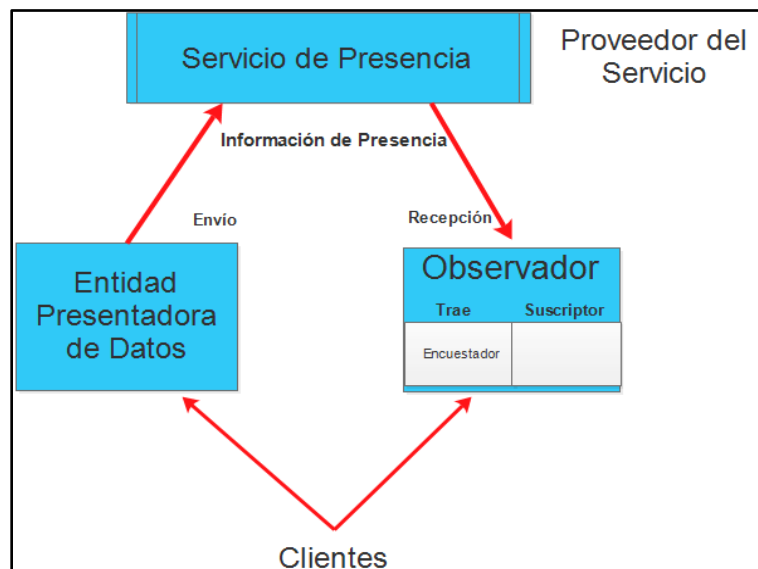 Servicio de Presencia
Proveedor del
Servicio
Información de Presencia
Envío
Recepción
Entidad
Presentadora
de Datos
Observador
Trae Suscriptor
Encuestador
Clientes